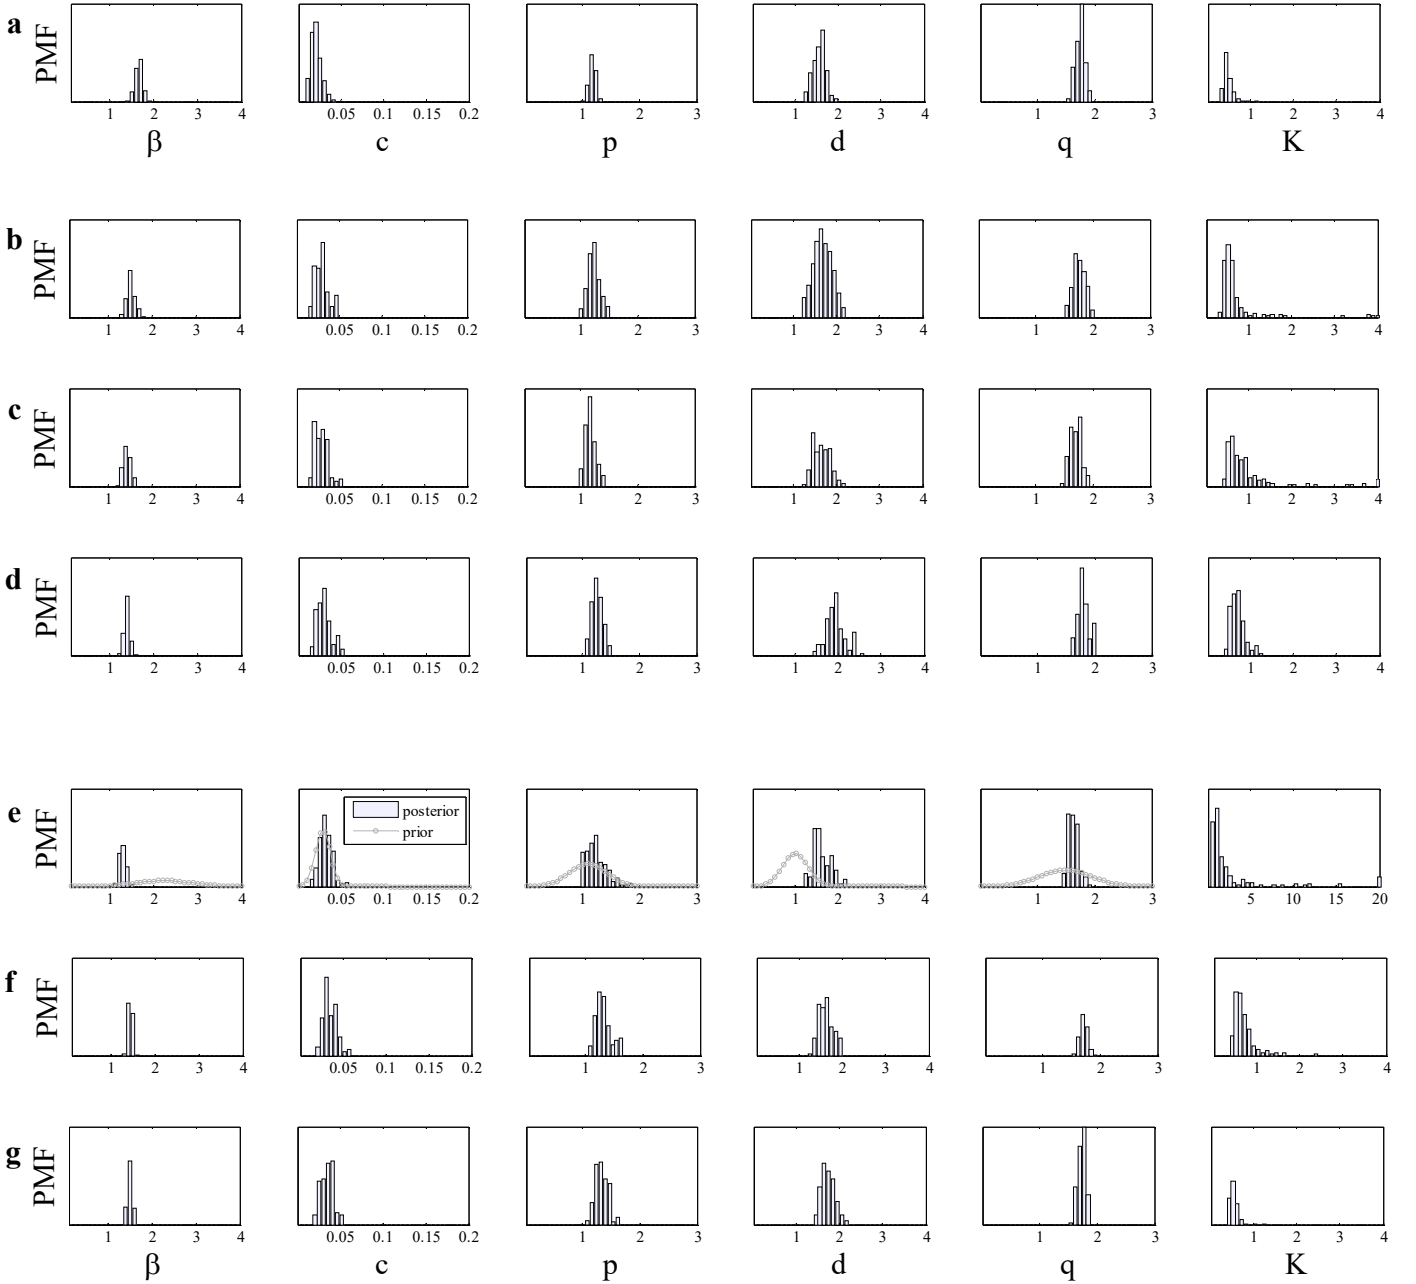 a PMF
1 2 3 4 0.05 0.1 0.15 0.2 1 2 3 1 2 3 4 1 2 3 1 2 3 4
β c p d q K
b PMF
1 2 3 4 0.05 0.1 0.15 0.2 1 2 3 1 2 3 4 1 2 3 1 2 3 4
c PMF
1 2 3 4 0.05 0.1 0.15 0.2 1 2 3 1 2 3 4 1 2 3 1 2 3 4
d PMF
1 2 3 4 0.05 0.1 0.15 0.2 1 2 3 1 2 3 4 1 2 3 1 2 3 4
e PMF
posterior
prior
1 2 3 4 0.05 0.1 0.15 0.2 1 2 3 1 2 3 4 1 2 3 5 10 15 20
f PMF
1 2 3 4 0.05 0.1 0.15 0.2 1 2 3 1 2 3 4 1 2 3 1 2 3 4
g PMF
1 2 3 4 0.05 0.1 0.15 0.2 1 2 3 1 2 3 4 1 2 3 1 2 3 4
β c p d q K